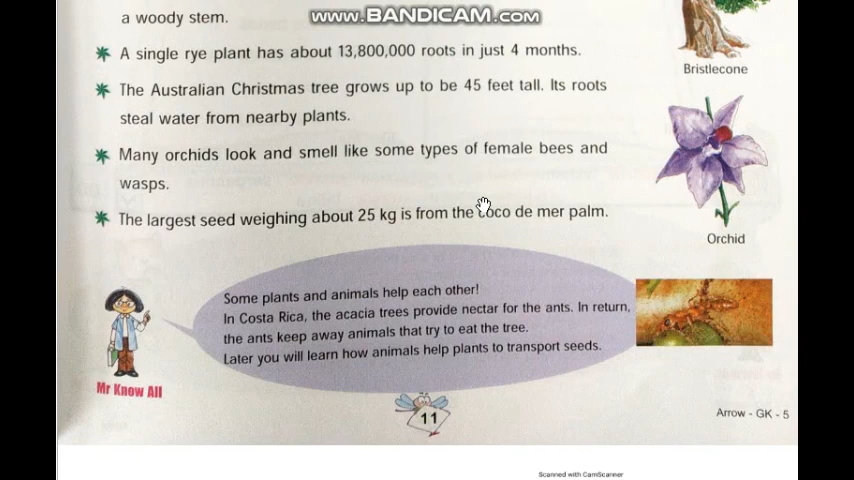 www.BANDICAM.com
a woody stem.
A single rye plant has about 13,800,000 roots in just 4 months.
Bristlecone
The Australian Christmas tree grows up to be 45 feet tall. Its roots
steal water from nearby plants.
Many orchids look and smell like some types of female bees and
wasps.
The largest seed weighing about 25 kg is from the coco de mer palm.
Orchid
Some plants and animals help each other!
In Costa Rica, the acacia trees provide nectar for the ants. In return,
the ants keep away animals that try to eat the tree.
Later you will learn how animals help plants to transport seeds.
Mr Know All
11
Arrow - GK - 5
Scanned with CamScanner